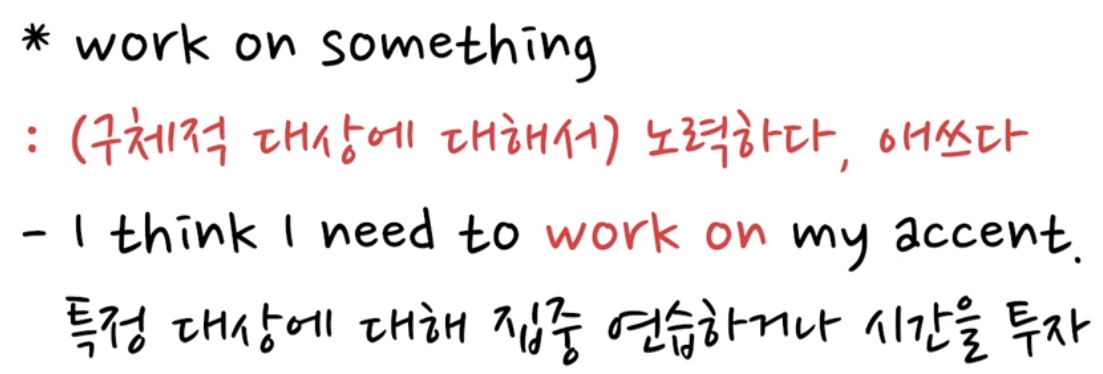 * work on something
: (구체적 대상에 대해서) 노력하다, 애쓰다
- I think I need to work on my accent.
특정 대상에 대해 집중 연습하거나 시간을 투자